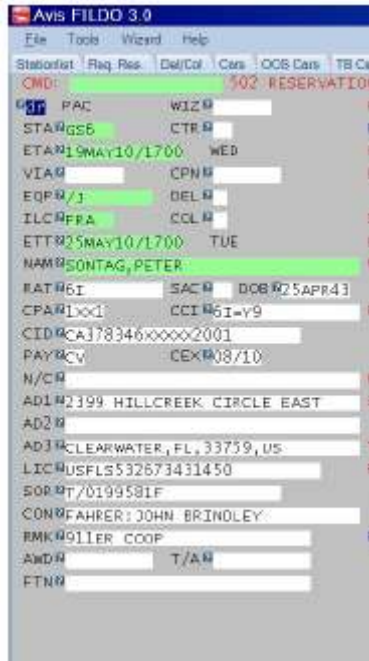 Avis FILDO 3.0
File Tools Wizard Help
Stationlist Req. Res. Del/Col Cars OOB Cars TB Ca
CMD: 502 RESERVATIO
PAC WIZ
STA GS6 CTR
ETA 19MAY10/1700 WED
VIA CPN
EQP /J DEL
ILC FRA COL
ETT 25MAY10/1700 TUE
NAM SONTAG,PETER
RAT 6I SAC DOB 25APR43
CPA 1xx1 CCI 6I=Y9
CID CA378346xxxxx2001
PAY CV CEX 08/10
N/C
AD1 2399 HILLCREEK CIRCLE EAST
AD2
AD3 CLEARWATER,FL,33759,US
LIC USFLS532673431450
SOR T/0199581F
CON FAHRER:JOHN BRINDLEY
RMK 911ER COOP
AWD T/A
FTN